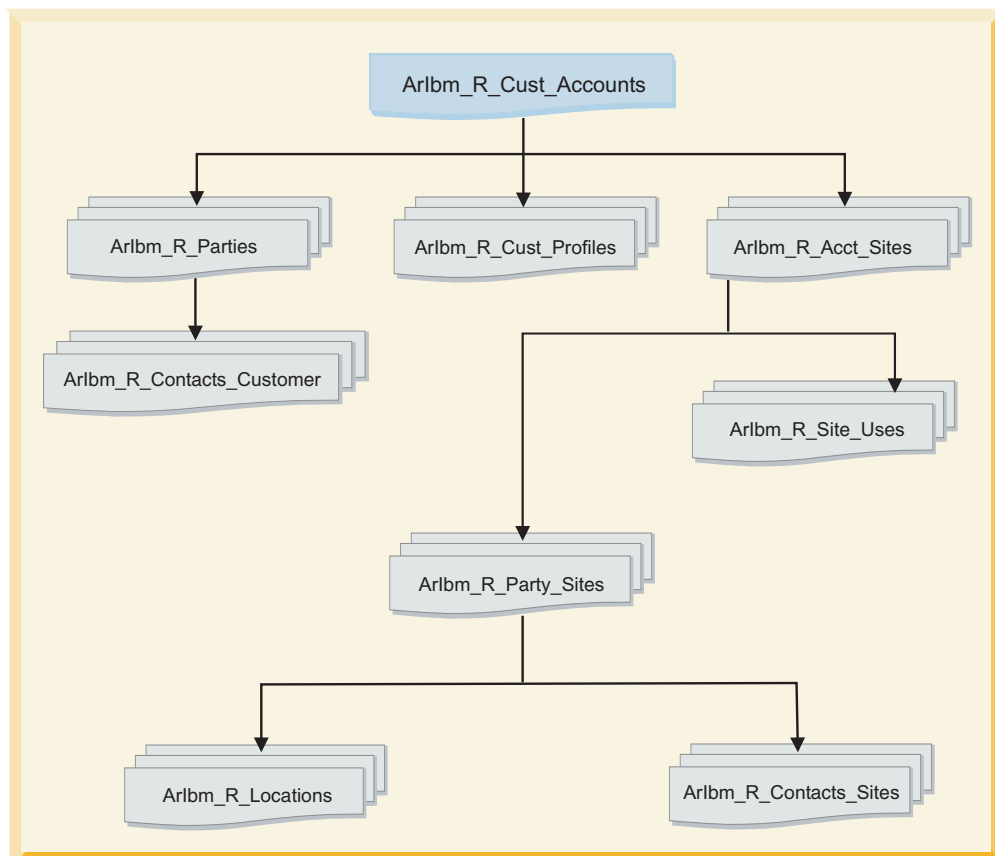 ArIbm_R_Cust_Accounts
ArIbm_R_Parties
ArIbm_R_Cust_Profiles
ArIbm_R_Acct_Sites
ArIbm_R_Contacts_Customer
ArIbm_R_Site_Uses
ArIbm_R_Party_Sites
ArIbm_R_Locations
ArIbm_R_Contacts_Sites